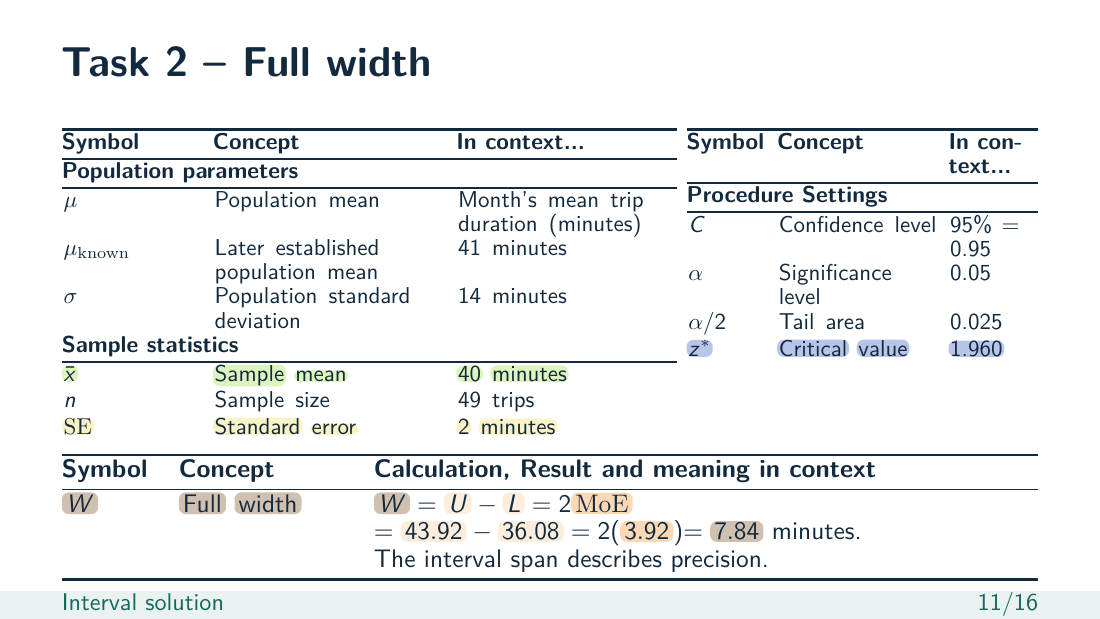 Task 2 – Full width
Symbol Concept In context...
Population parameters
μ Population mean Month's mean trip
duration (minutes)
μknown Later established 41 minutes
population mean
σ Population standard 14 minutes
deviation
Sample statistics
x̄ Sample mean 40 minutes
n Sample size 49 trips
SE Standard error 2 minutes
Symbol Concept In con-
text...
Procedure Settings
C Confidence level 95% =
0.95
α Significance 0.05
level
α/2 Tail area 0.025
z* Critical value 1.960
Symbol Concept Calculation, Result and meaning in context
W Full width W = U − L = 2MoE
= 43.92 − 36.08 = 2(3.92)= 7.84 minutes.
The interval span describes precision.
Interval solution 11/16